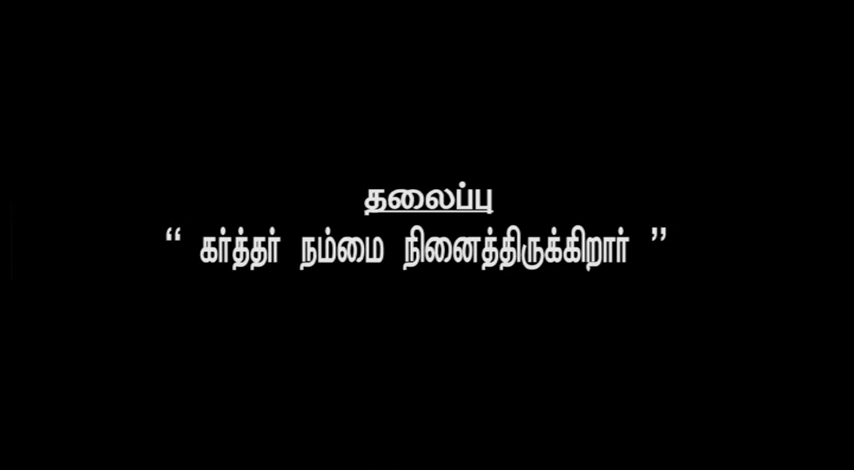 தலைப்பு
“ கர்த்தர் நம்மை நினைத்திருக்கிறார் ”